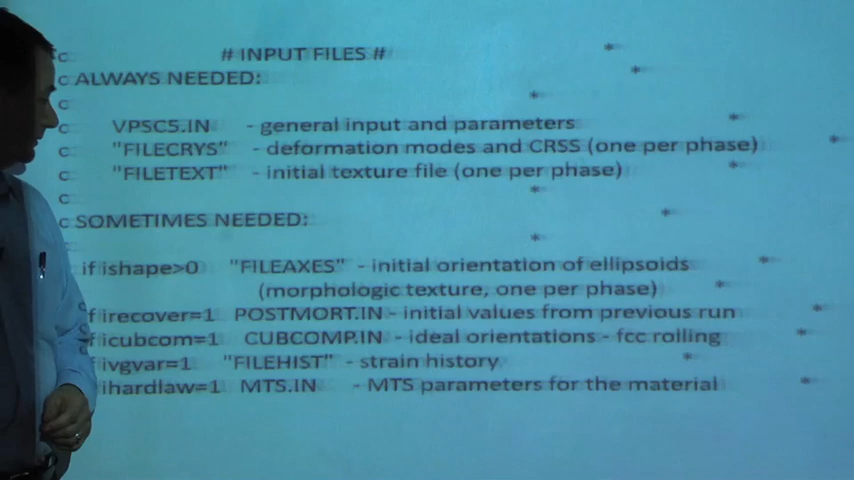 c # INPUT FILES # *
c ALWAYS NEEDED: *
c *
c VPSC5.IN - general input and parameters *
c "FILECRYS" - deformation modes and CRSS (one per phase) *
c "FILETEXT" - initial texture file (one per phase) *
c *
c SOMETIMES NEEDED: *
c *
if ishape>0 "FILEAXES" - initial orientation of ellipsoids *
(morphologic texture, one per phase) *
if irecover=1 POSTMORT.IN - initial values from previous run *
if icubcom=1 CUBCOMP.IN - ideal orientations - fcc rolling *
if ivgvar=1 "FILEHIST" - strain history *
if ihardlaw=1 MTS.IN - MTS parameters for the material *